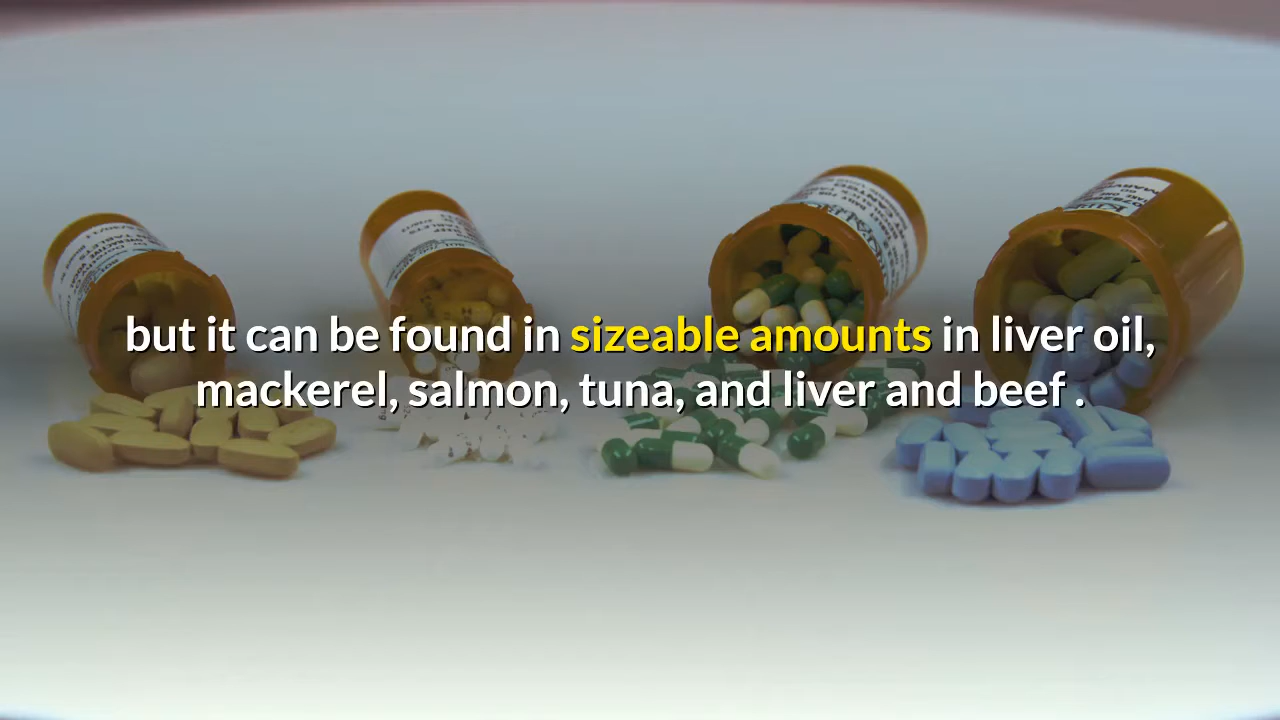 but it can be found in sizeable amounts in liver oil,
mackerel, salmon, tuna, and liver and beef .